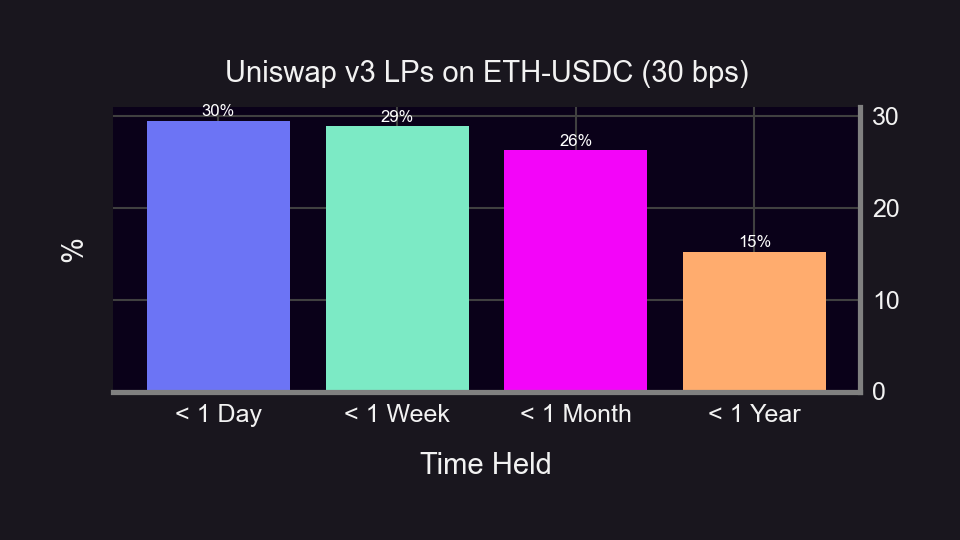 Uniswap v3 LPs on ETH-USDC (30 bps)
30%
29%
26%
15%
30
20
10
0
%
< 1 Day
< 1 Week
< 1 Month
< 1 Year
Time Held